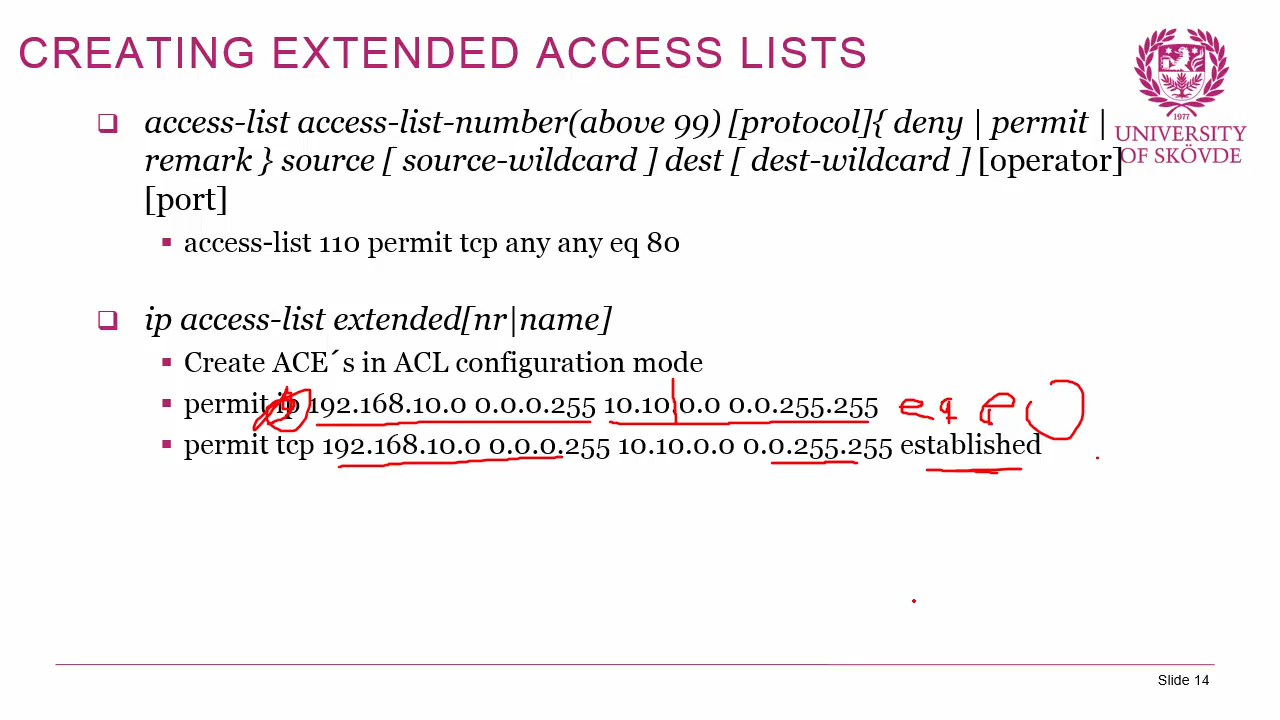 CREATING EXTENDED ACCESS LISTS
1977
UNIVERSITY
OF SKÖVDE
❑ access-list access-list-number(above 99) [protocol]{ deny | permit |
remark } source [ source-wildcard ] dest [ dest-wildcard ] [operator]
[port]
▪ access-list 110 permit tcp any any eq 80
❑ ip access-list extended[nr|name]
▪ Create ACE´s in ACL configuration mode
▪ permit ip 192.168.10.0 0.0.0.255 10.10.0.0 0.0.255.255 eq
▪ permit tcp 192.168.10.0 0.0.0.255 10.10.0.0 0.0.255.255 established
Slide 14